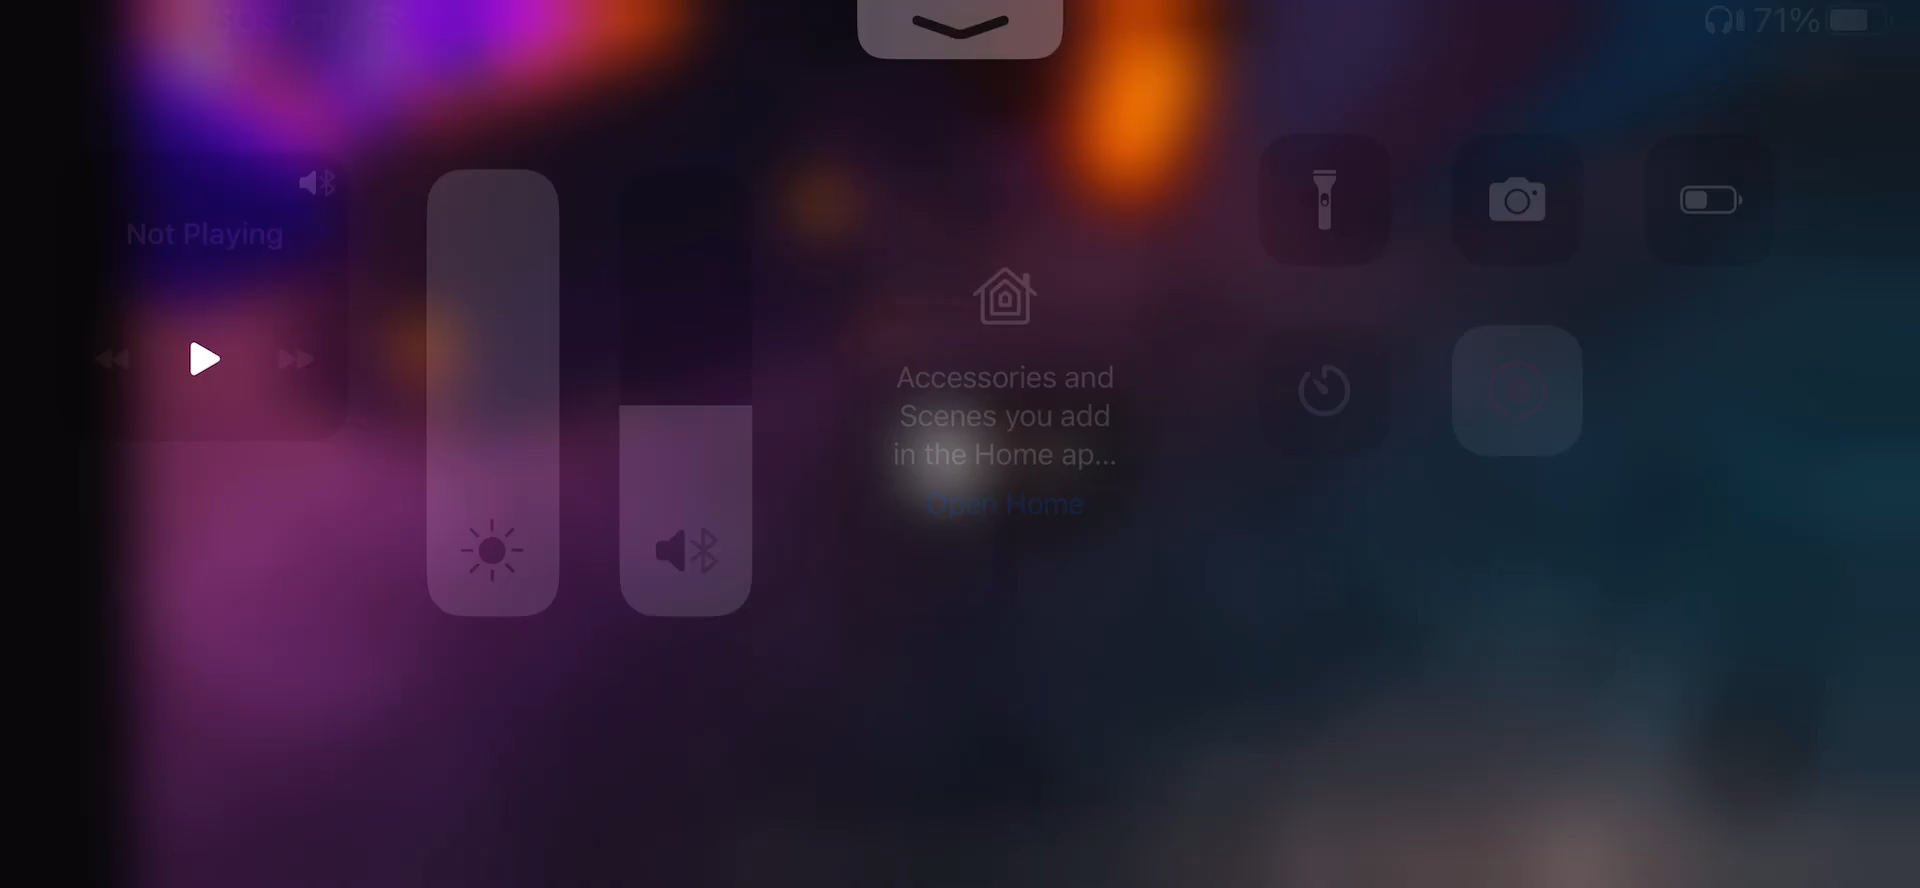 71%
Not Playing
Accessories and
Scenes you add
in the Home ap...
Open Home